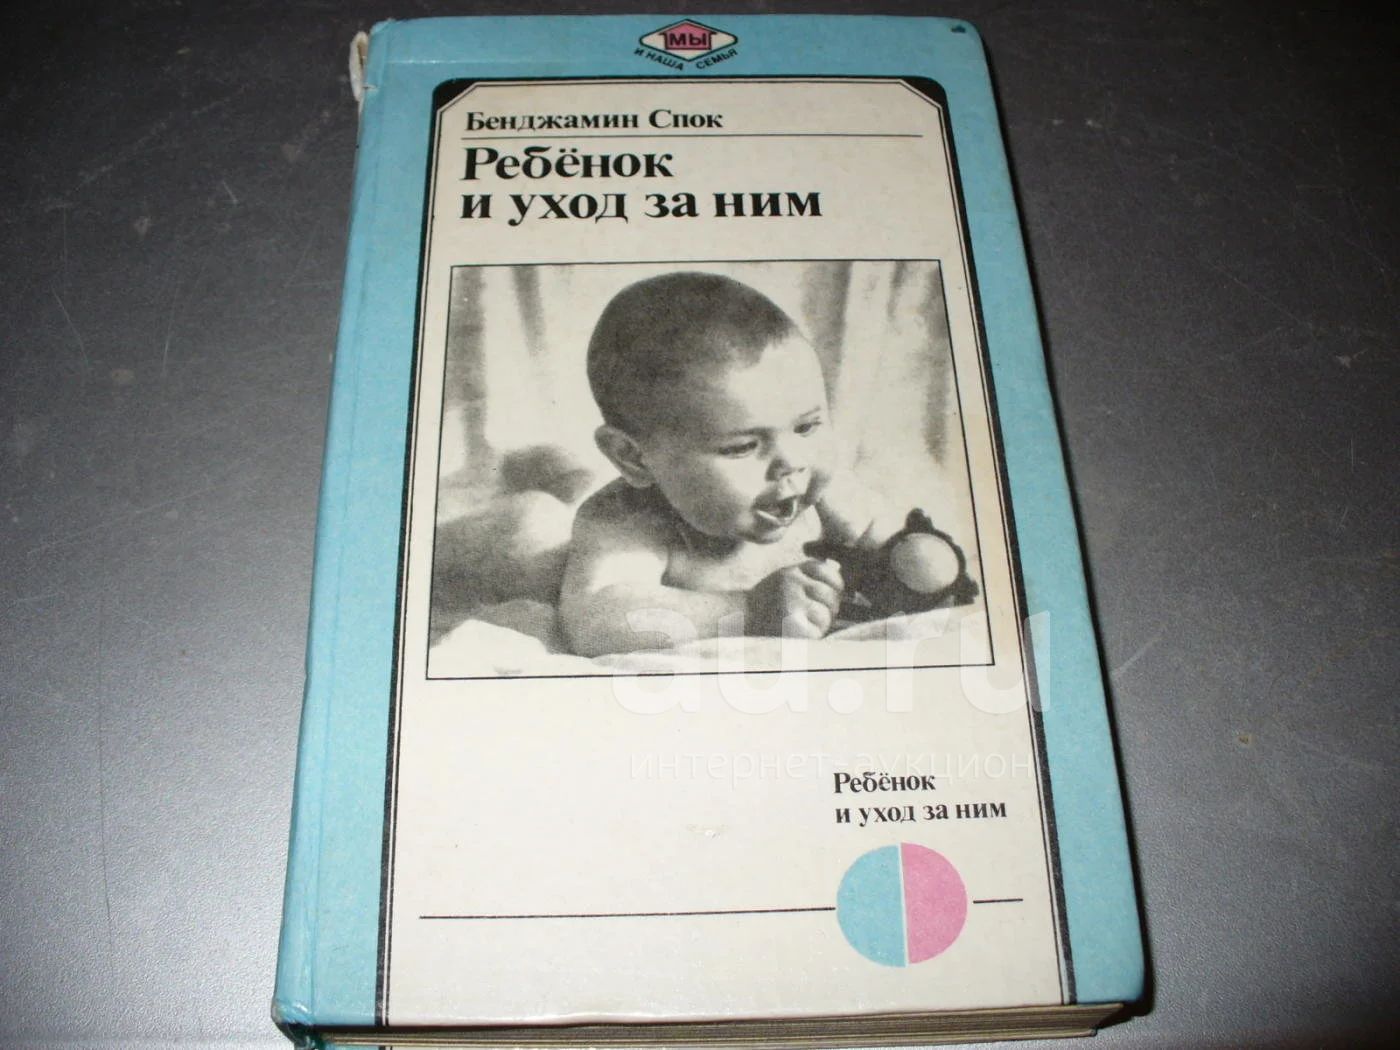 МЫ
И НАША СЕМЬЯ
Бенджамин Спок
Ребёнок
и уход за ним
au.ru
интернет-аукцион
Ребёнок
и уход за ним